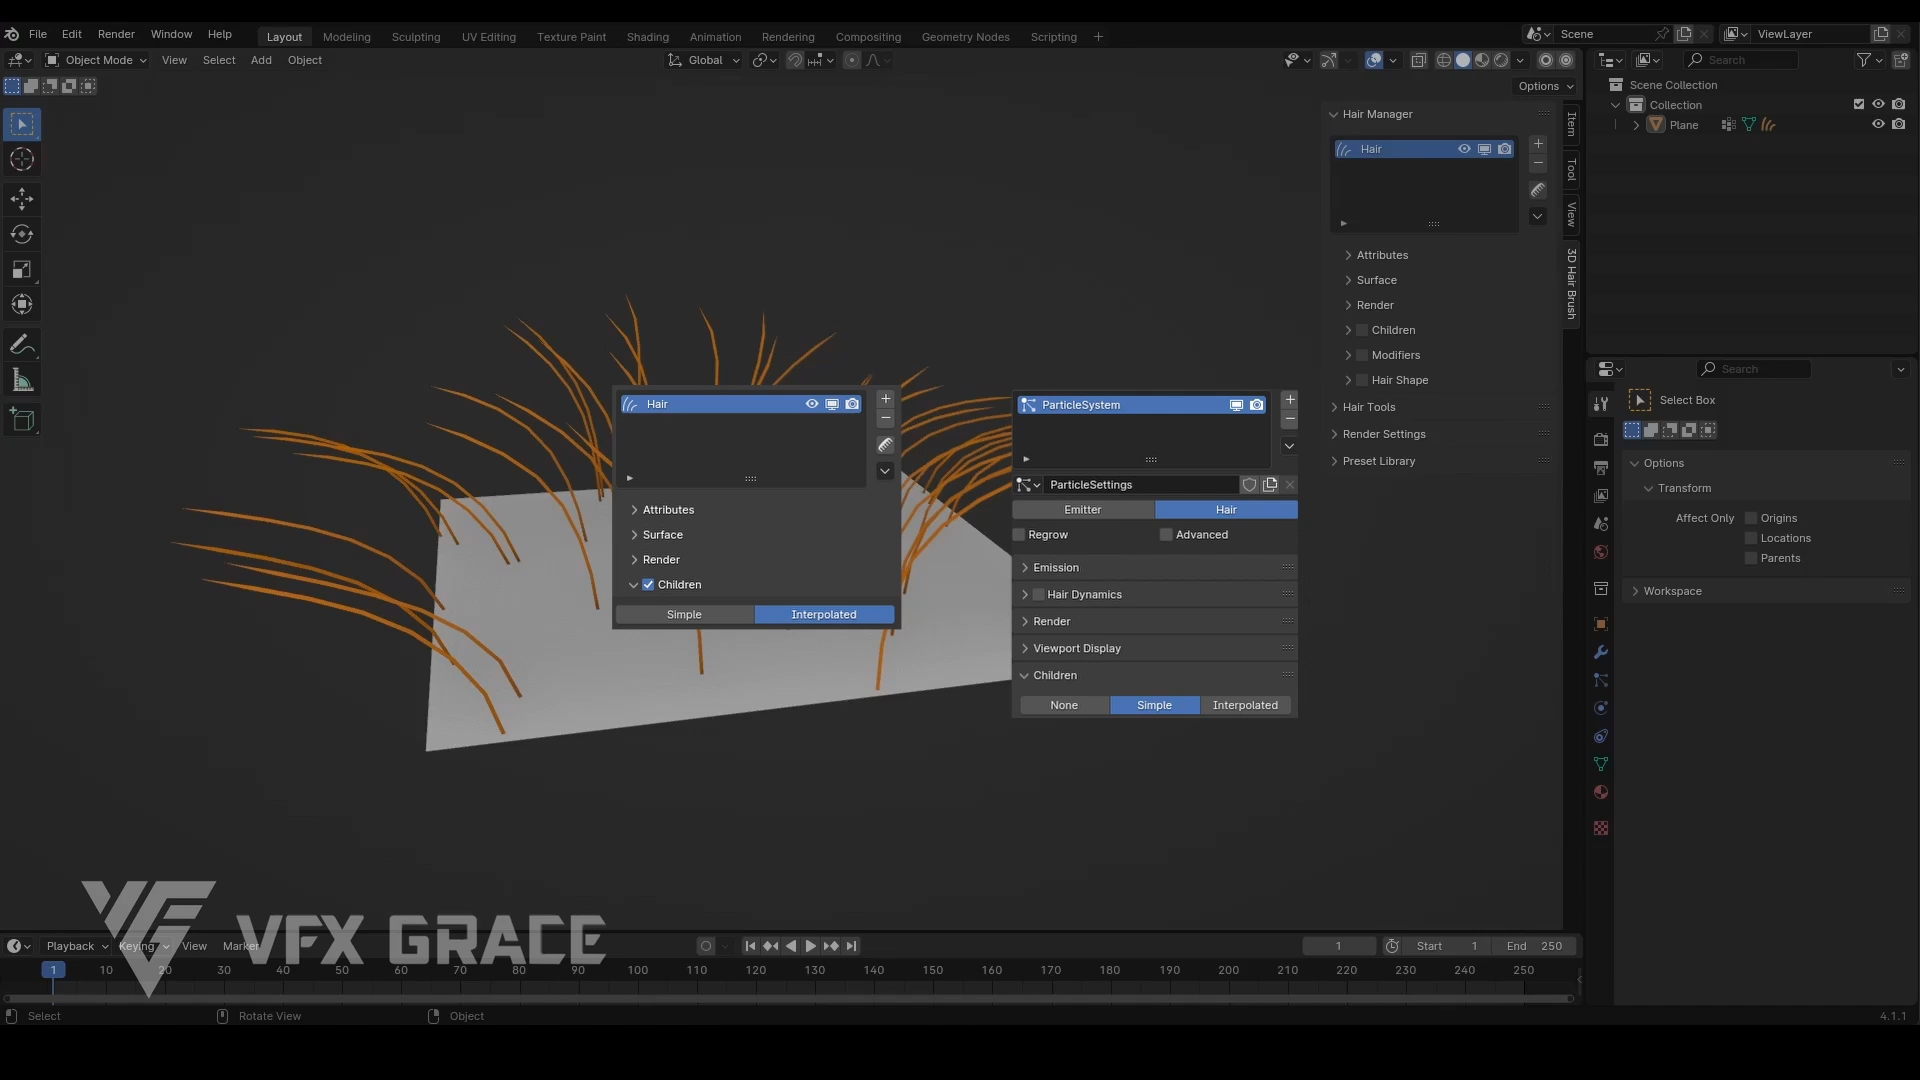 File Edit Render Window Help Layout Modeling Sculpting UV Editing Texture Paint Shading Animation Rendering Compositing Geometry Nodes Scripting + Scene ViewLayer
Object Mode View Select Add Object Global Search
Options
Hair Manager
Hair
Attributes
Surface
Render
Children
Modifiers
Hair Shape
Hair Tools
Render Settings
Preset Library
Item
Tool
View
3D Hair Brush
Scene Collection
Collection
Plane
Search
Select Box
Options
Transform
Affect Only Origins
Locations
Parents
Workspace
Hair
Attributes
Surface
Render
Children
Simple Interpolated
ParticleSystem
ParticleSettings
Emitter Hair
Regrow Advanced
Emission
Hair Dynamics
Render
Viewport Display
Children
None Simple Interpolated
VFX GRACE
Playback Keying View Marker 1 Start 1 End 250
1 10 20 30 40 50 60 70 80 90 100 110 120 130 140 150 160 170 180 190 200 210 220 230 240 250
Select Rotate View Object 4.1.1